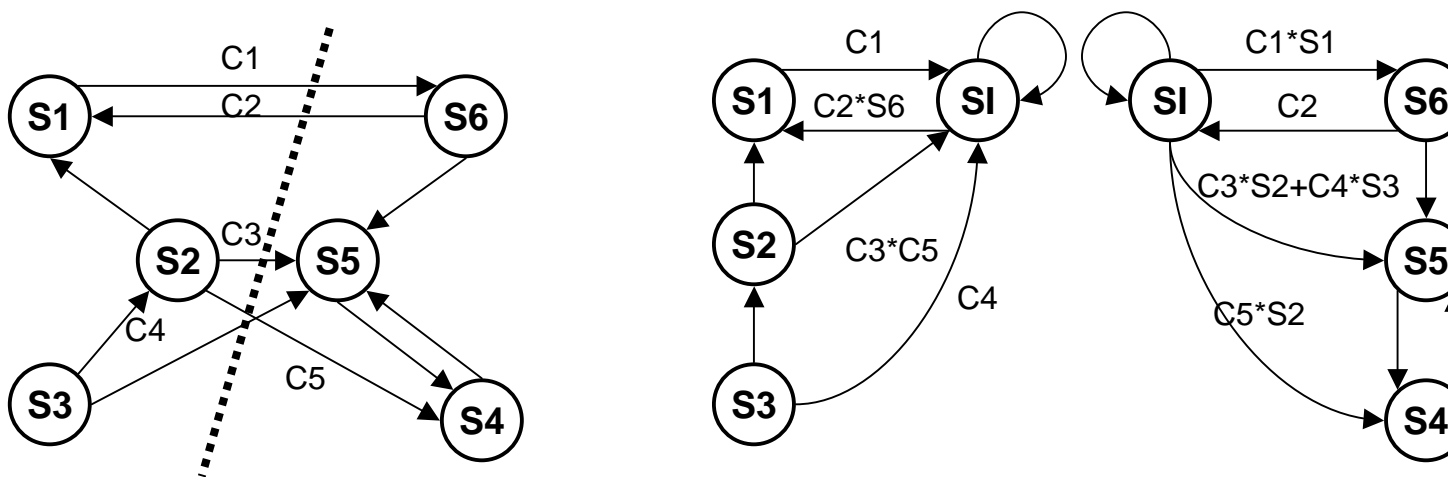 C1
C2
S1
S6
C3
S2
S5
C4
C5
S3
S4
C1
S1
SI
C2*S6
S2
C3*C5
C4
S3
C1*S1
SI
S6
C2
C3*S2+C4*S3
S5
C5*S2
S4